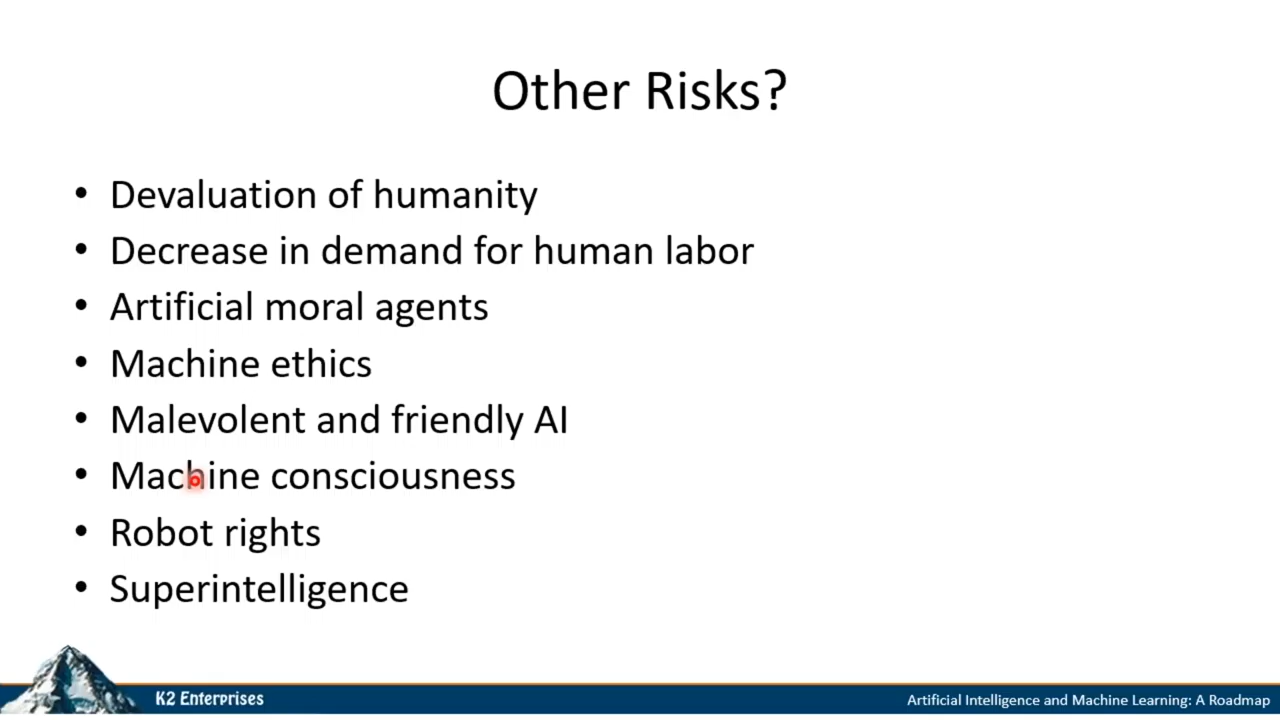 Other Risks?
• Devaluation of humanity
• Decrease in demand for human labor
• Artificial moral agents
• Machine ethics
• Malevolent and friendly AI
• Machine consciousness
• Robot rights
• Superintelligence
K2 Enterprises
Artificial Intelligence and Machine Learning: A Roadmap